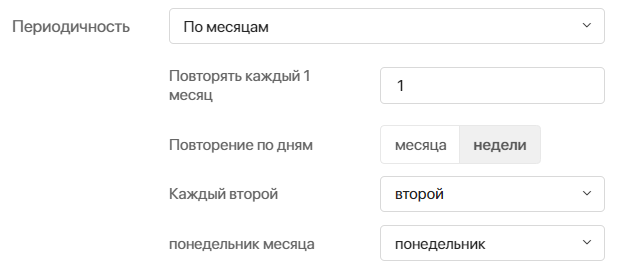 Периодичность По месяцам
Повторять каждый 1
месяц 1
Повторение по дням месяца недели
Каждый второй второй
понедельник месяца понедельник